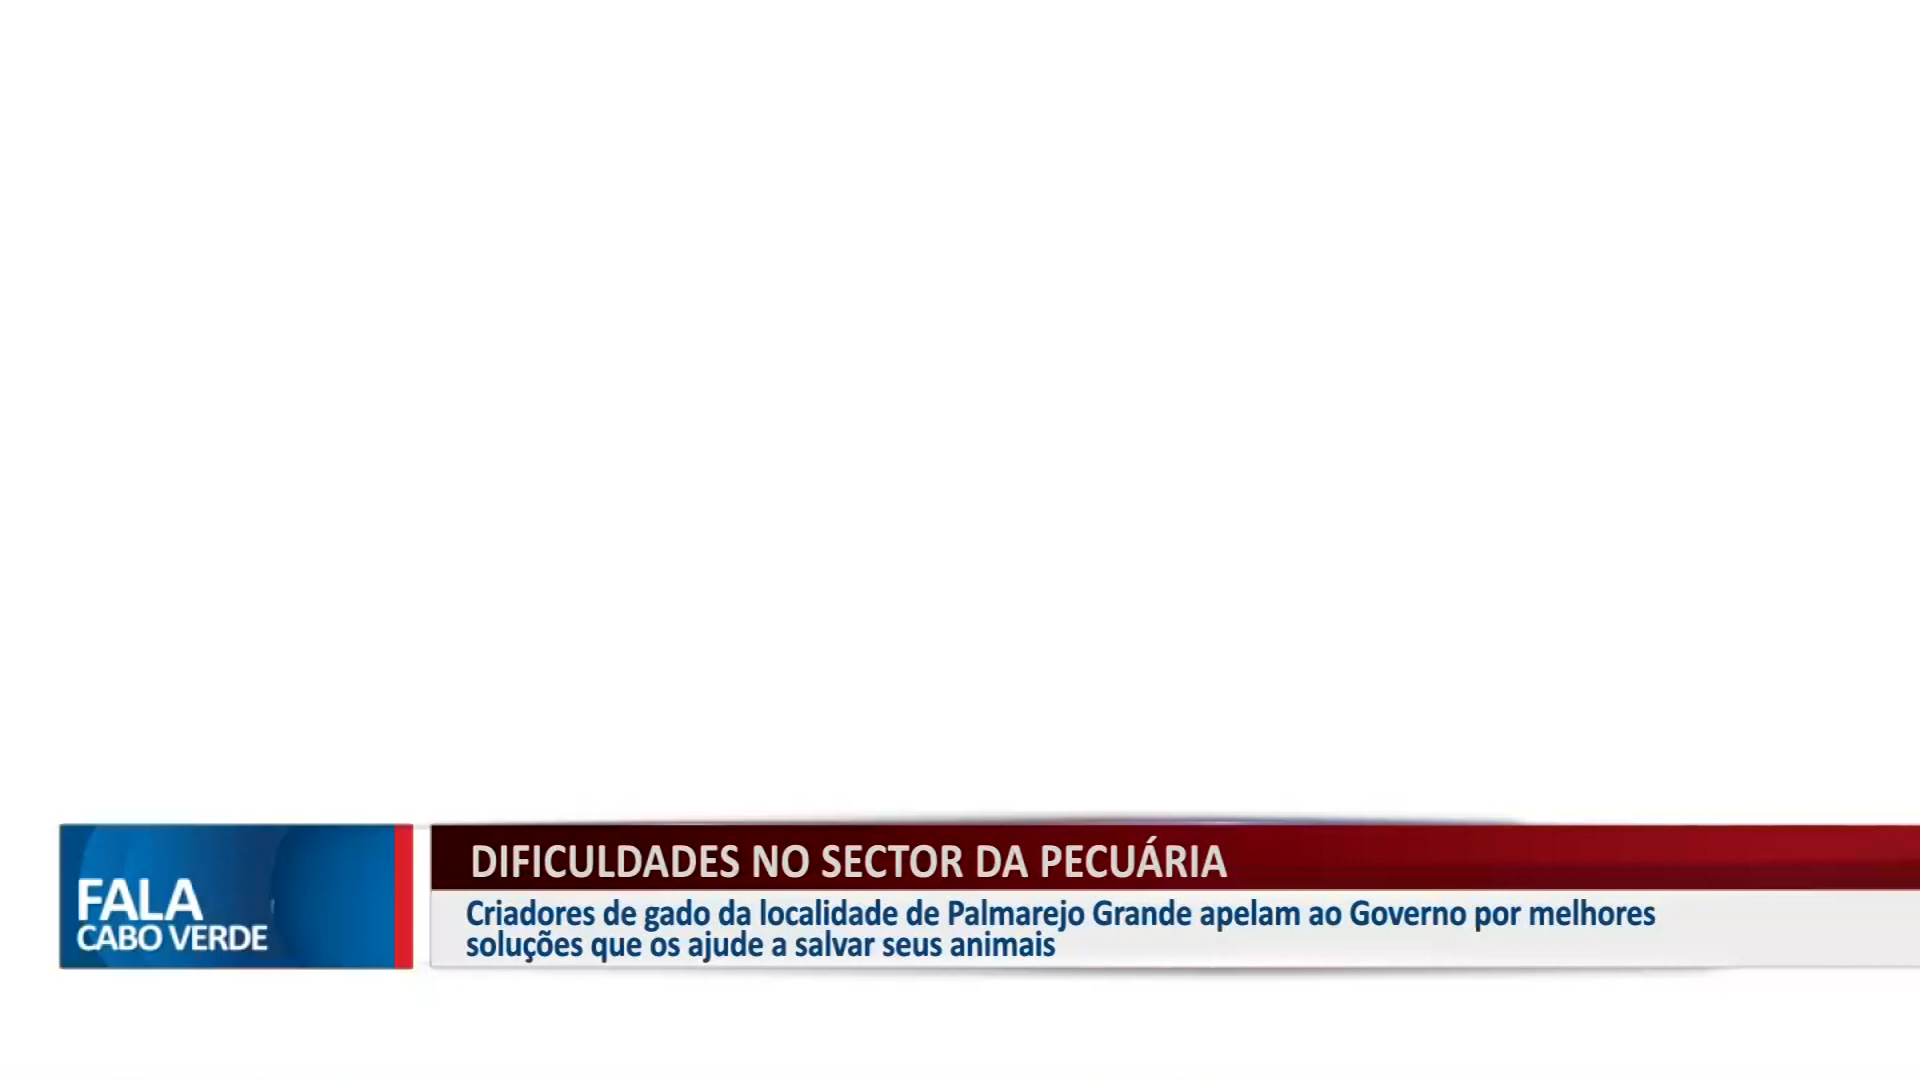 FALA
CABO VERDE
DIFICULDADES NO SECTOR DA PECUÁRIA
Criadores de gado da localidade de Palmarejo Grande apelam ao Governo por melhores
soluções que os ajude a salvar seus animais